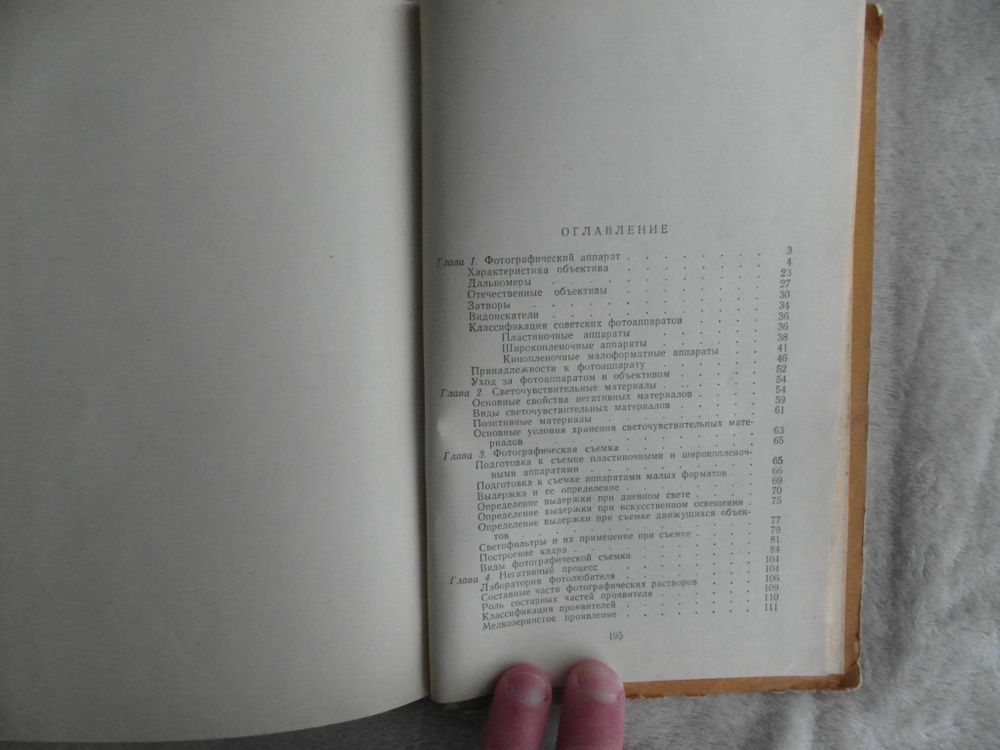 ОГЛАВЛЕНИЕ
Глава 1. Фотографический аппарат . . . . . . . . 3
Характеристика объектива . . . . . . . . 4
Дальномеры . . . . . . . . 23
Отечественные объективы . . . . . . . . 27
Затворы . . . . . . . . 30
Видоискатели . . . . . . . . 34
Классификация советских фотоаппаратов . . . . . 36
Пластиночные аппараты . . . . . 36
Широкопленочные аппараты . . . . . 38
Кинопленочные малоформатные аппараты . . 41
Принадлежности к фотоаппарату . . . . . . 46
Уход за фотоаппаратом и объективом . . . . . 52
Глава 2. Светочувствительные материалы . . . . . . 54
Основные свойства негативных материалов . . . . 54
Виды светочувствительных материалов . . . . . 59
Позитивные материалы . . . . . . . . 61
Основные условия хранения светочувствительных мате-
риалов . . . . . . . . 63
Глава 3. Фотографическая съемка . . . . . . . 65
Подготовка к съемке пластиночными и широкопленоч-
ными аппаратами . . . . . . . . 65
Подготовка к съемке аппаратами малых форматов . . 66
Выдержка и ее определение . . . . . . . 69
Определение выдержки при дневном свете . . . . 70
Определение выдержки при искусственном освещении . 75
Определение выдержки при съемке движущихся объек-
тов . . . . . . . . 77
Светофильтры и их применение при съемке . . . . 79
Построение кадра . . . . . . . . 81
Виды фотографической съемки . . . . . . 84
Глава 4. Негативный процесс . . . . . . . 104
Лаборатория фотолюбителя . . . . . . . 104
Составные части фотографических растворов . . . . 106
Роль составных частей проявителя . . . . . 109
Классификация проявителей . . . . . . 110
Мелкозернистое проявление . . . . . . . 111
195